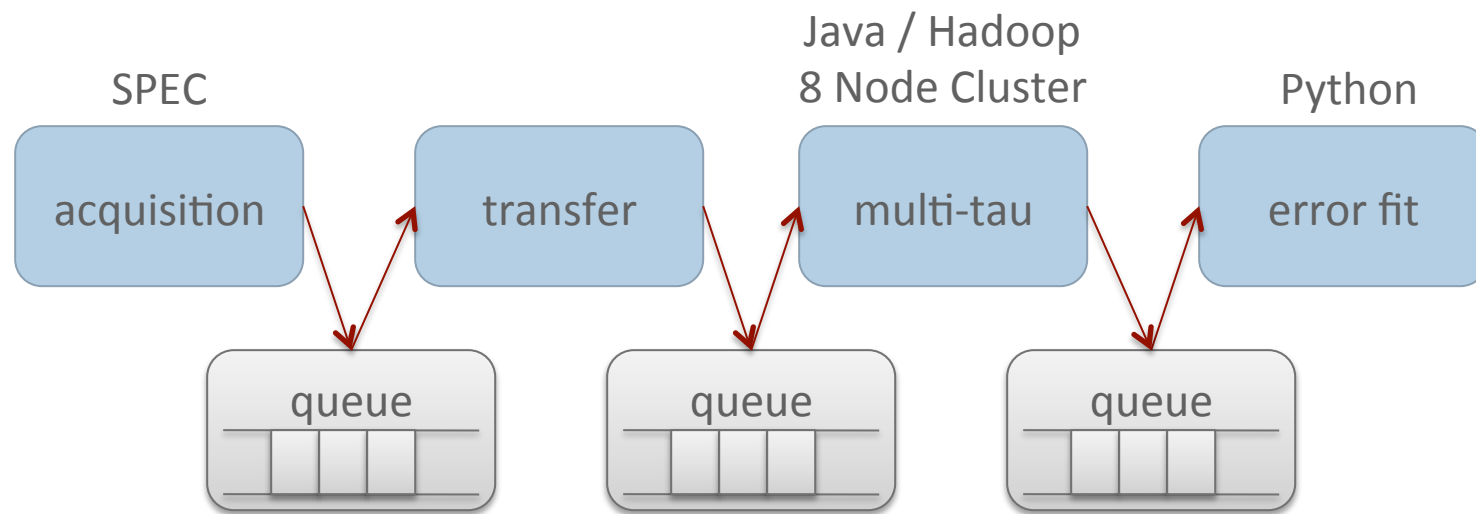 SPEC
Java / Hadoop
8 Node Cluster
Python
acquisition
transfer
multi-tau
error fit
queue
queue
queue